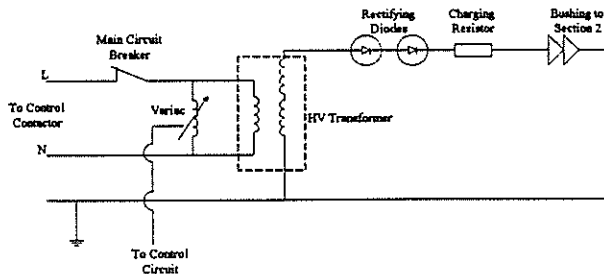 Rectifying
Diodes
Charging
Resistor
Bushing to
Section 2
Main Circuit
Breaker
L
To Control
Contactor
Variac
HV Transformer
N
To Control
Circuit